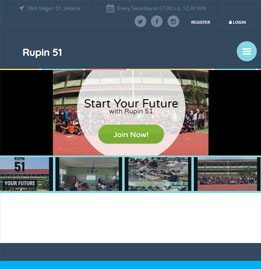 SMA Negeri 51, Jakarta
Every Saturday at 07.30 s.d. 12.40 WIB
REGISTER
LOGIN
Rupin 51
Start Your Future
with Rupin 51
Join Now!
RUPIN
51
YOUR FUTURE